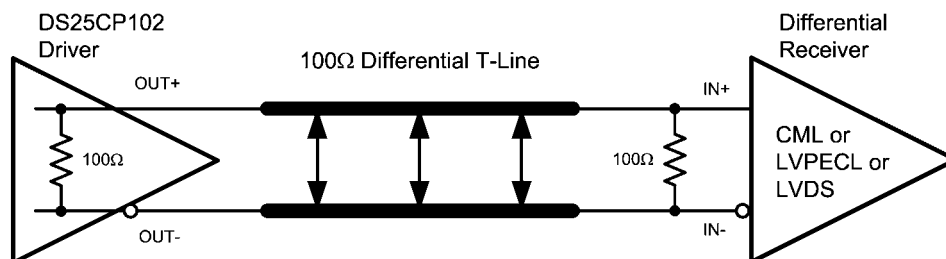 DS25CP102
Driver
Differential
Receiver
100Ω Differential T-Line
OUT+
IN+
100Ω
100Ω
CML or
LVPECL or
LVDS
OUT-
IN-